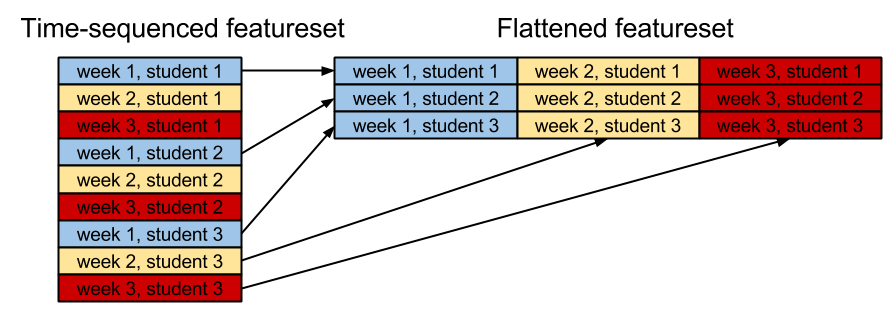 Time-sequenced featureset
week 1, student 1
week 2, student 1
week 3, student 1
week 1, student 2
week 2, student 2
week 3, student 2
week 1, student 3
week 2, student 3
week 3, student 3
Flattened featureset
week 1, student 1 week 2, student 1 week 3, student 1
week 1, student 2 week 2, student 2 week 3, student 2
week 1, student 3 week 2, student 3 week 3, student 3